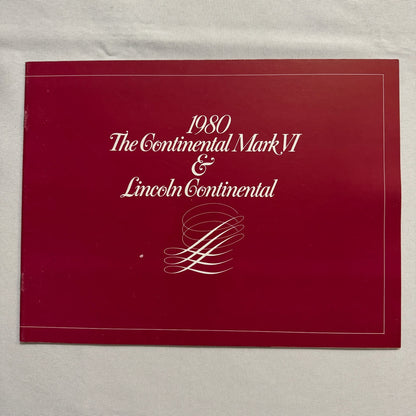 1980
The Continental Mark VI
&
Lincoln Continental